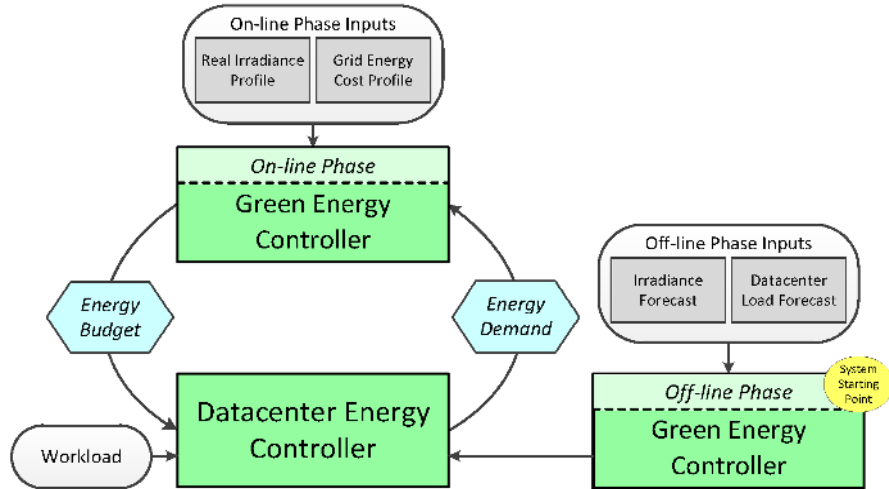 On-line Phase Inputs
Real Irradiance
Profile
Grid Energy
Cost Profile
On-line Phase
Green Energy
Controller
Energy
Budget
Energy
Demand
Off-line Phase Inputs
Irradiance
Forecast
Datacenter
Load Forecast
System
Starting
Point
Off-line Phase
Green Energy
Controller
Datacenter Energy
Controller
Workload